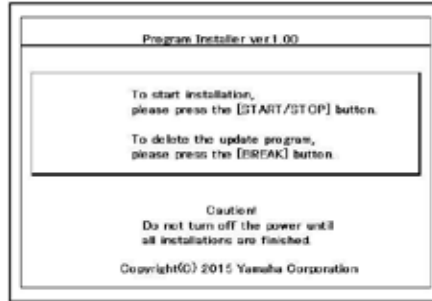 Program Installer ver.1.00
To start installation,
please press the [START/STOP] button.
To delete the update program,
please press the [BREAK] button.
Caution!
Do not turn off the power until
all installations are finished.
Copyright(C) 2015 Yamaha Corporation